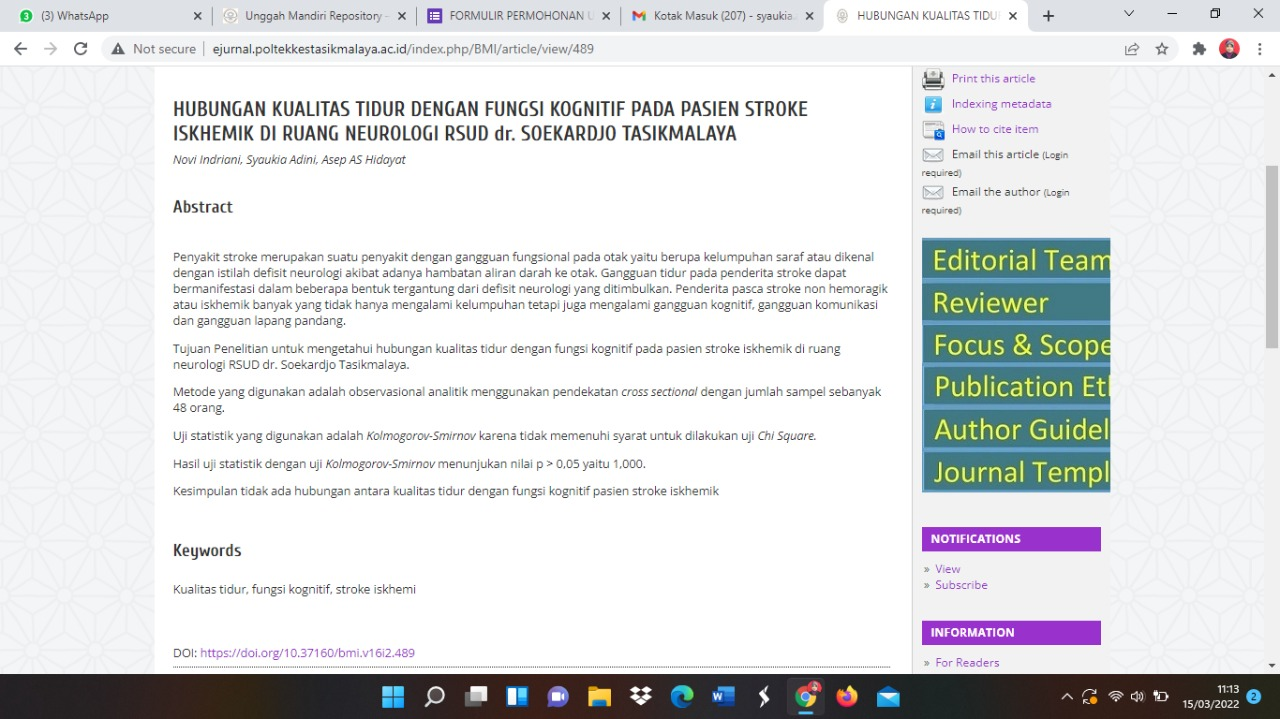 (3) WhatsApp
Unggah Mandiri Repository -
FORMULIR PERMOHONAN U
Kotak Masuk (207) - syaukia.
HUBUNGAN KUALITAS TIDU
Not secure
ejurnal.poltekkestasikmalaya.ac.id/index.php/BMI/article/view/489
HUBUNGAN KUALITAS TIDUR DENGAN FUNGSI KOGNITIF PADA PASIEN STROKE
ISKHEMIK DI RUANG NEUROLOGI RSUD dr. SOEKARDJO TASIKMALAYA
Novi Indriani, Syaukia Adini, Asep AS Hidayat
Abstract
Penyakit stroke merupakan suatu penyakit dengan gangguan fungsional pada otak yaitu berupa kelumpuhan saraf atau dikenal
dengan istilah defisit neurologi akibat adanya hambatan aliran darah ke otak. Gangguan tidur pada penderita stroke dapat
bermanifestasi dalam beberapa bentuk tergantung dari defisit neurologi yang ditimbulkan. Penderita pasca stroke non hemoragik
atau iskhemik banyak yang tidak hanya mengalami kelumpuhan tetapi juga mengalami gangguan kognitif, gangguan komunikasi
dan gangguan lapang pandang.
Tujuan Penelitian untuk mengetahui hubungan kualitas tidur dengan fungsi kognitif pada pasien stroke iskhemik di ruang
neurologi RSUD dr. Soekardjo Tasikmalaya.
Metode yang digunakan adalah observasional analitik menggunakan pendekatan cross sectional dengan jumlah sampel sebanyak
48 orang.
Uji statistik yang digunakan adalah Kolmogorov-Smirnov karena tidak memenuhi syarat untuk dilakukan uji Chi Square.
Hasil uji statistik dengan uji Kolmogorov-Smirnov menunjukan nilai p > 0,05 yaitu 1,000.
Kesimpulan tidak ada hubungan antara kualitas tidur dengan fungsi kognitif pasien stroke iskhemik
Keywords
Kualitas tidur, fungsi kognitif, stroke iskhemi
DOI: https://doi.org/10.37160/bmi.v16i2.489
Print this article
Indexing metadata
How to cite item
Email this article (Login
required)
Email the author (Login
required)
Editorial Team
Reviewer
Focus & Scope
Publication Et
Author Guidel
Journal Templ
NOTIFICATIONS
» View
» Subscribe
INFORMATION
» For Readers
11:13
15/03/2022
2